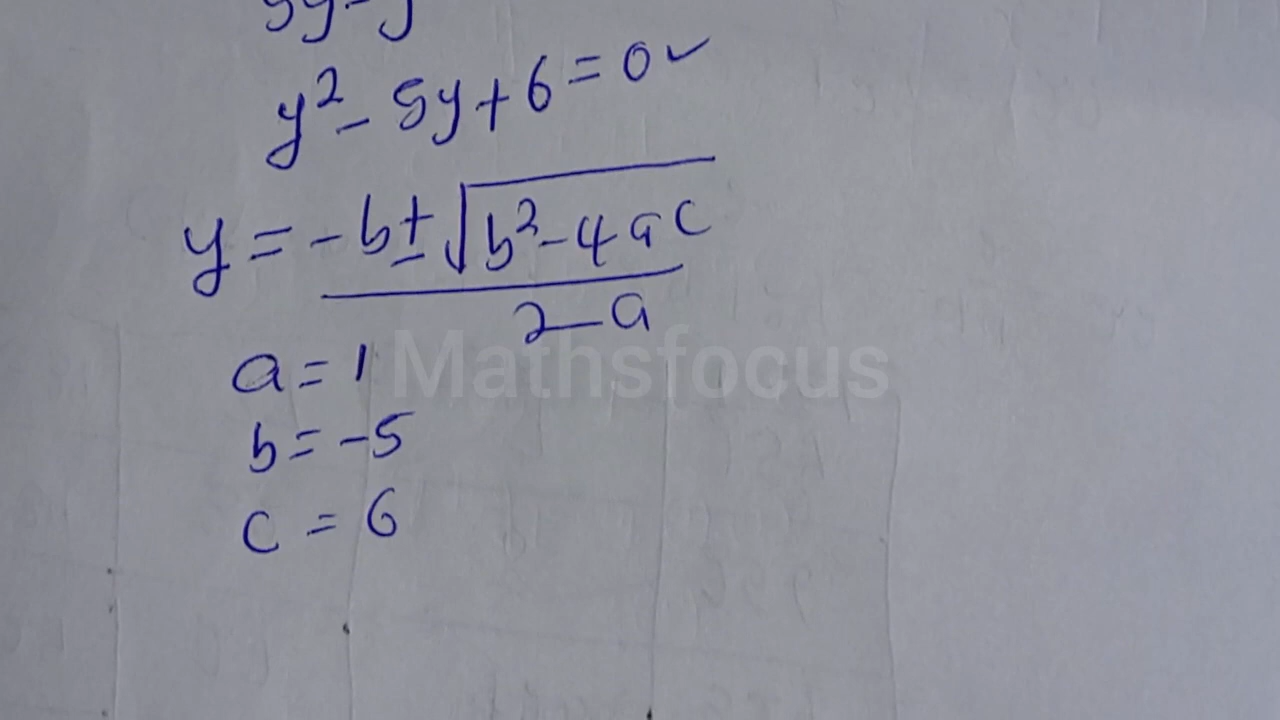 y² - 5y + 6 = 0 ✓
y = -b ± √(b² - 4ac)
2a
a = 1
Mathsfocus
b = -5
c = 6